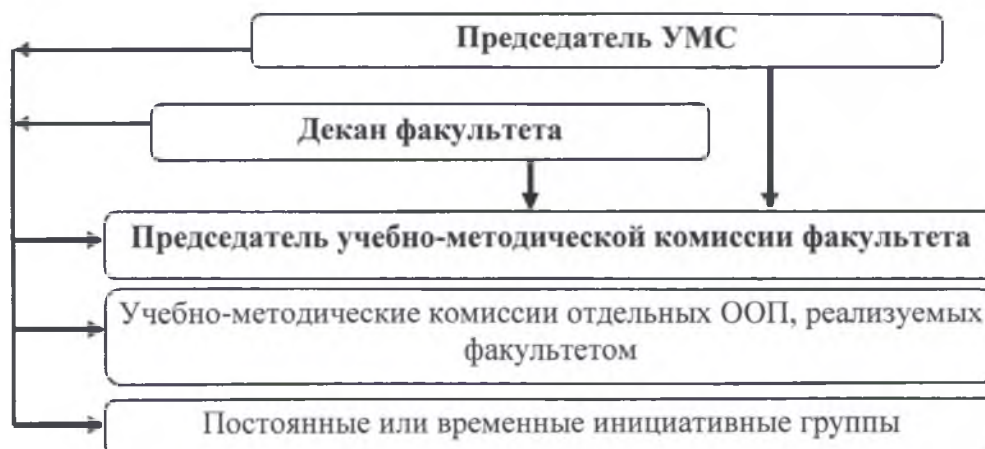 Председатель УМС
Декан факультета
Председатель учебно-методической комиссии факультета
Учебно-методические комиссии отдельных ООП, реализуемых
факультетом
Постоянные или временные инициативные группы